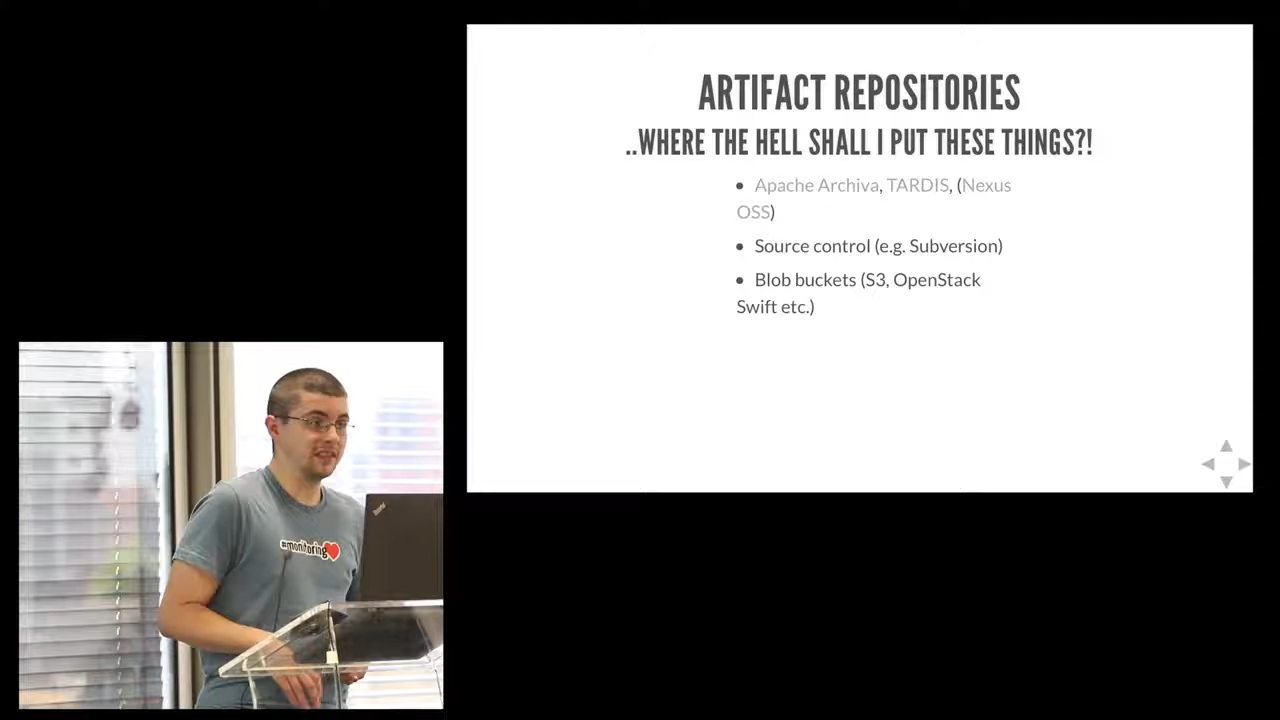 ARTIFACT REPOSITORIES
..WHERE THE HELL SHALL I PUT THESE THINGS?!
• Apache Archiva, TARDIS, (Nexus
OSS)
• Source control (e.g. Subversion)
• Blob buckets (S3, OpenStack
Swift etc.)
#monitoring